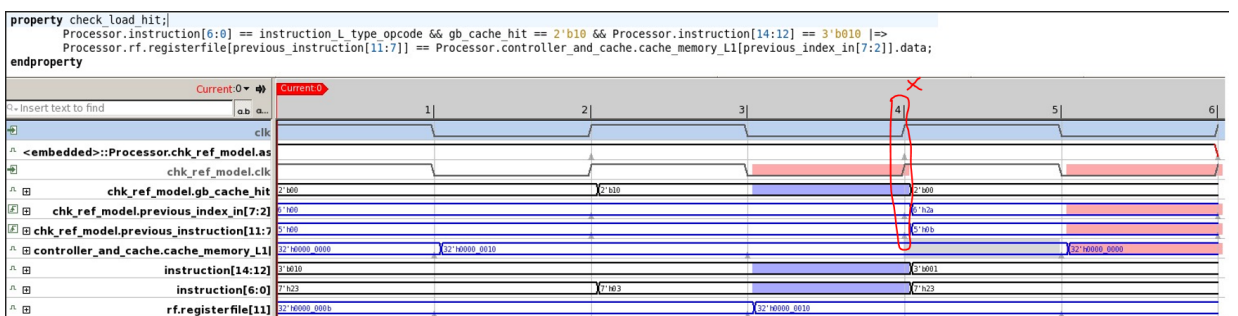 property check_load_hit;
Processor.instruction[6:0] == instruction_L_type_opcode && gb_cache_hit == 2'b10 && Processor.instruction[14:12] == 3'b010 |=>
Processor.rf.registerfile[previous_instruction[11:7]] == Processor.controller_and_cache.cache_memory_L1[previous_index_in[7:2]].data;
endproperty
Current:0 Current:0
Insert text to find a.b a...
1 2 3 4 5 6
clk
<embedded>::Processor.chk_ref_model.as
chk_ref_model.clk
chk_ref_model.gb_cache_hit 2'b00 2'b10 2'b00
chk_ref_model.previous_index_in[7:2] 6'h00 6'h2a
chk_ref_model.previous_instruction[11:7 5'h00 5'h0b
controller_and_cache.cache_memory_L1 32'h0000_0000 32'h0000_0010 32'h0000_0000
instruction[14:12] 3'b010 3'b001
instruction[6:0] 7'h23 7'h03 7'h23
rf.registerfile[11] 32'h0000_000b 32'h0000_0010